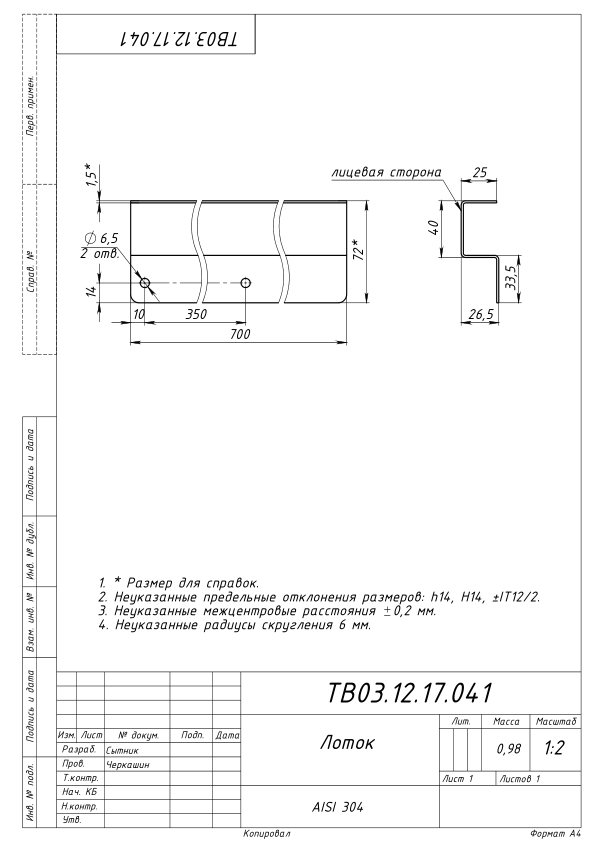 ТВ03.12.17.041
Перв. примен.
Справ. №
Подпись и дата
Инв. № дубл.
Взам. инв. №
Подпись и дата
Инв. № подл.
лицевая сторона
25
1,5*
40
72*
⌀ 6,5
2 отв.
14
33,5
10
350
26,5
700
1. * Размер для справок.
2. Неуказанные предельные отклонения размеров: h14, H14, ±IT12/2.
3. Неуказанные межцентровые расстояния ±0,2 мм.
4. Неуказанные радиусы скругления 6 мм.
ТВ03.12.17.041
Изм. Лист № докум. Подп. Дата
Разраб. Сытник
Пров. Черкашин
Т.контр.
Нач. КБ
Н.контр.
Утв.
Лоток
Лит. Масса Масштаб
0,98 1:2
Лист 1 Листов 1
AISI 304
Копировал Формат А4